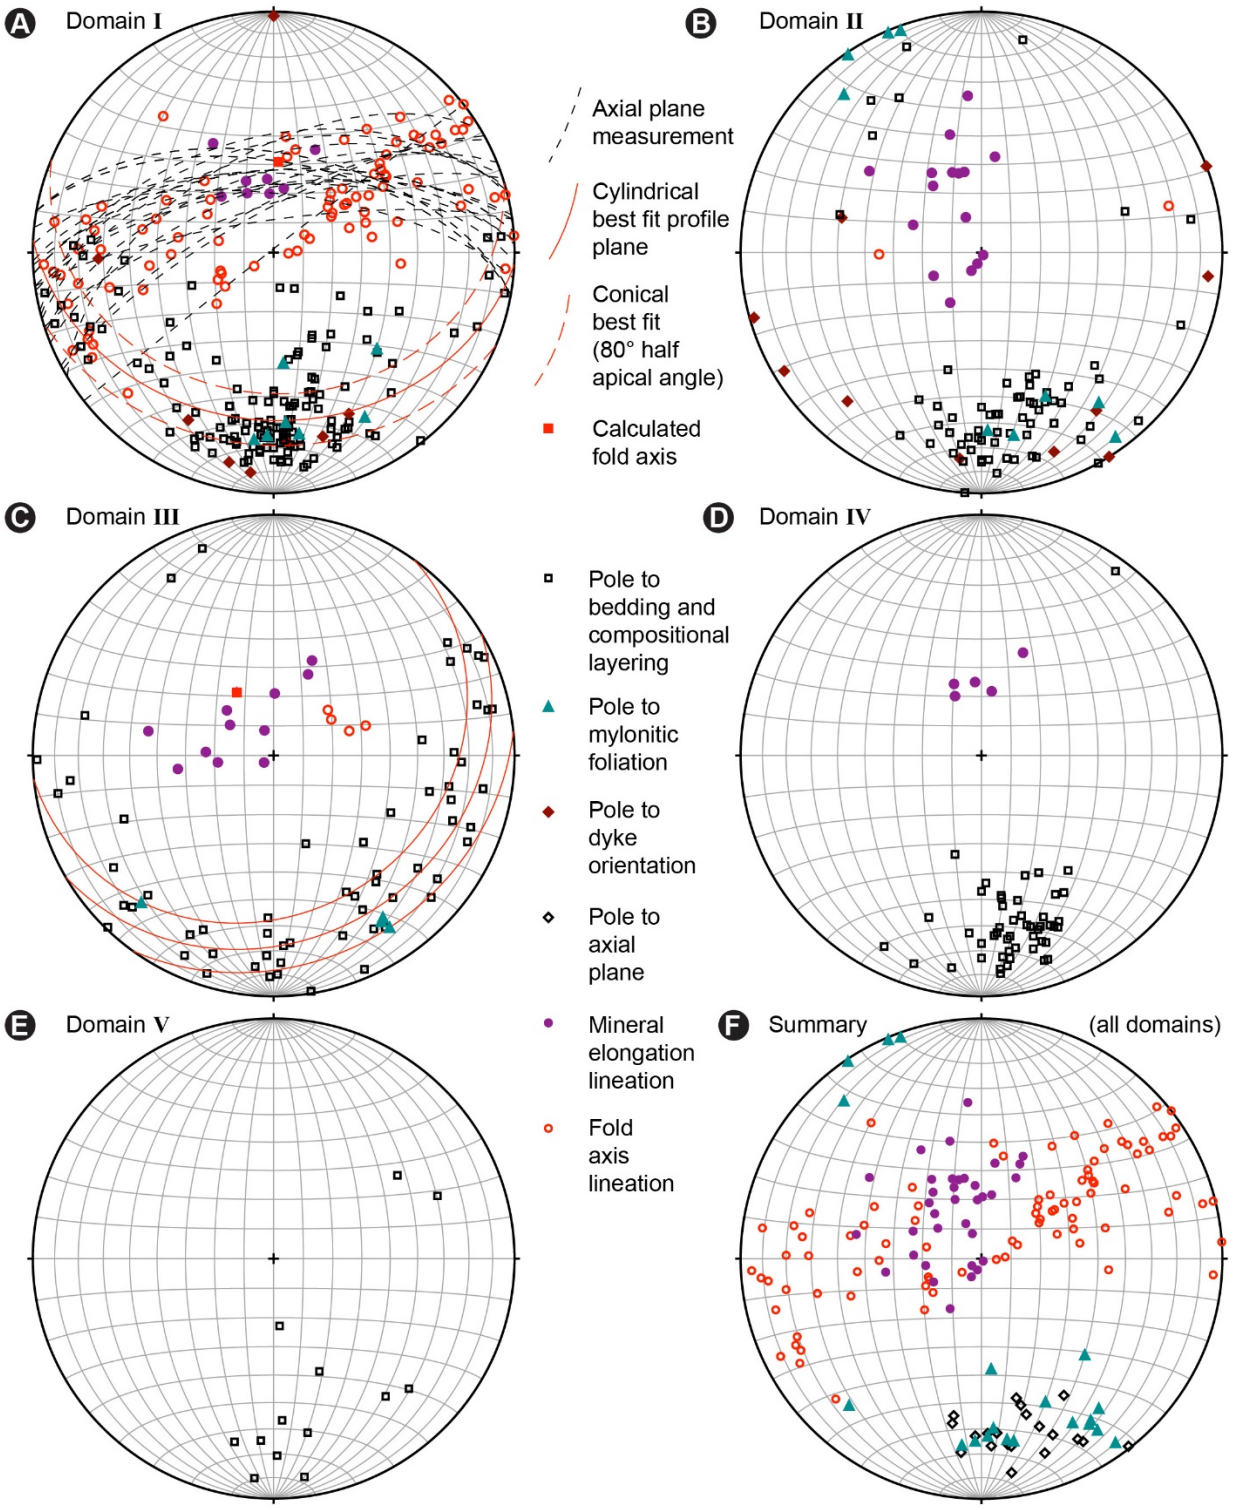 A Domain I
B Domain II
Axial plane
measurement
Cylindrical
best fit profile
plane
Conical
best fit
(80° half
apical angle)
Calculated
fold axis
C Domain III
D Domain IV
Pole to
bedding and
compositional
layering
Pole to
mylonitic
foliation
Pole to
dyke
orientation
Pole to
axial
plane
E Domain V
Mineral
elongation
lineation
F Summary (all domains)
Fold
axis
lineation